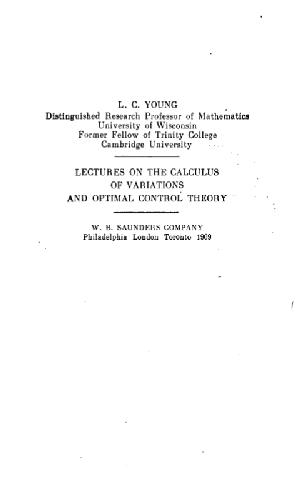 L. C. YOUNG
Distinguished Research Professor of Mathematics
University of Wisconsin
Former Fellow of Trinity College
Cambridge University
LECTURES ON THE CALCULUS
OF VARIATIONS
AND OPTIMAL CONTROL THEORY
W. B. SAUNDERS COMPANY
Philadelphia London Toronto 1969